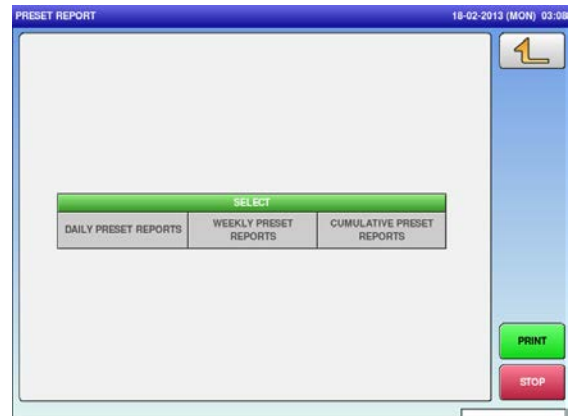 PRESET REPORT 18-02-2013 (MON) 03:08
SELECT
DAILY PRESET REPORTS
WEEKLY PRESET
REPORTS
CUMULATIVE PRESET
REPORTS
PRINT
STOP